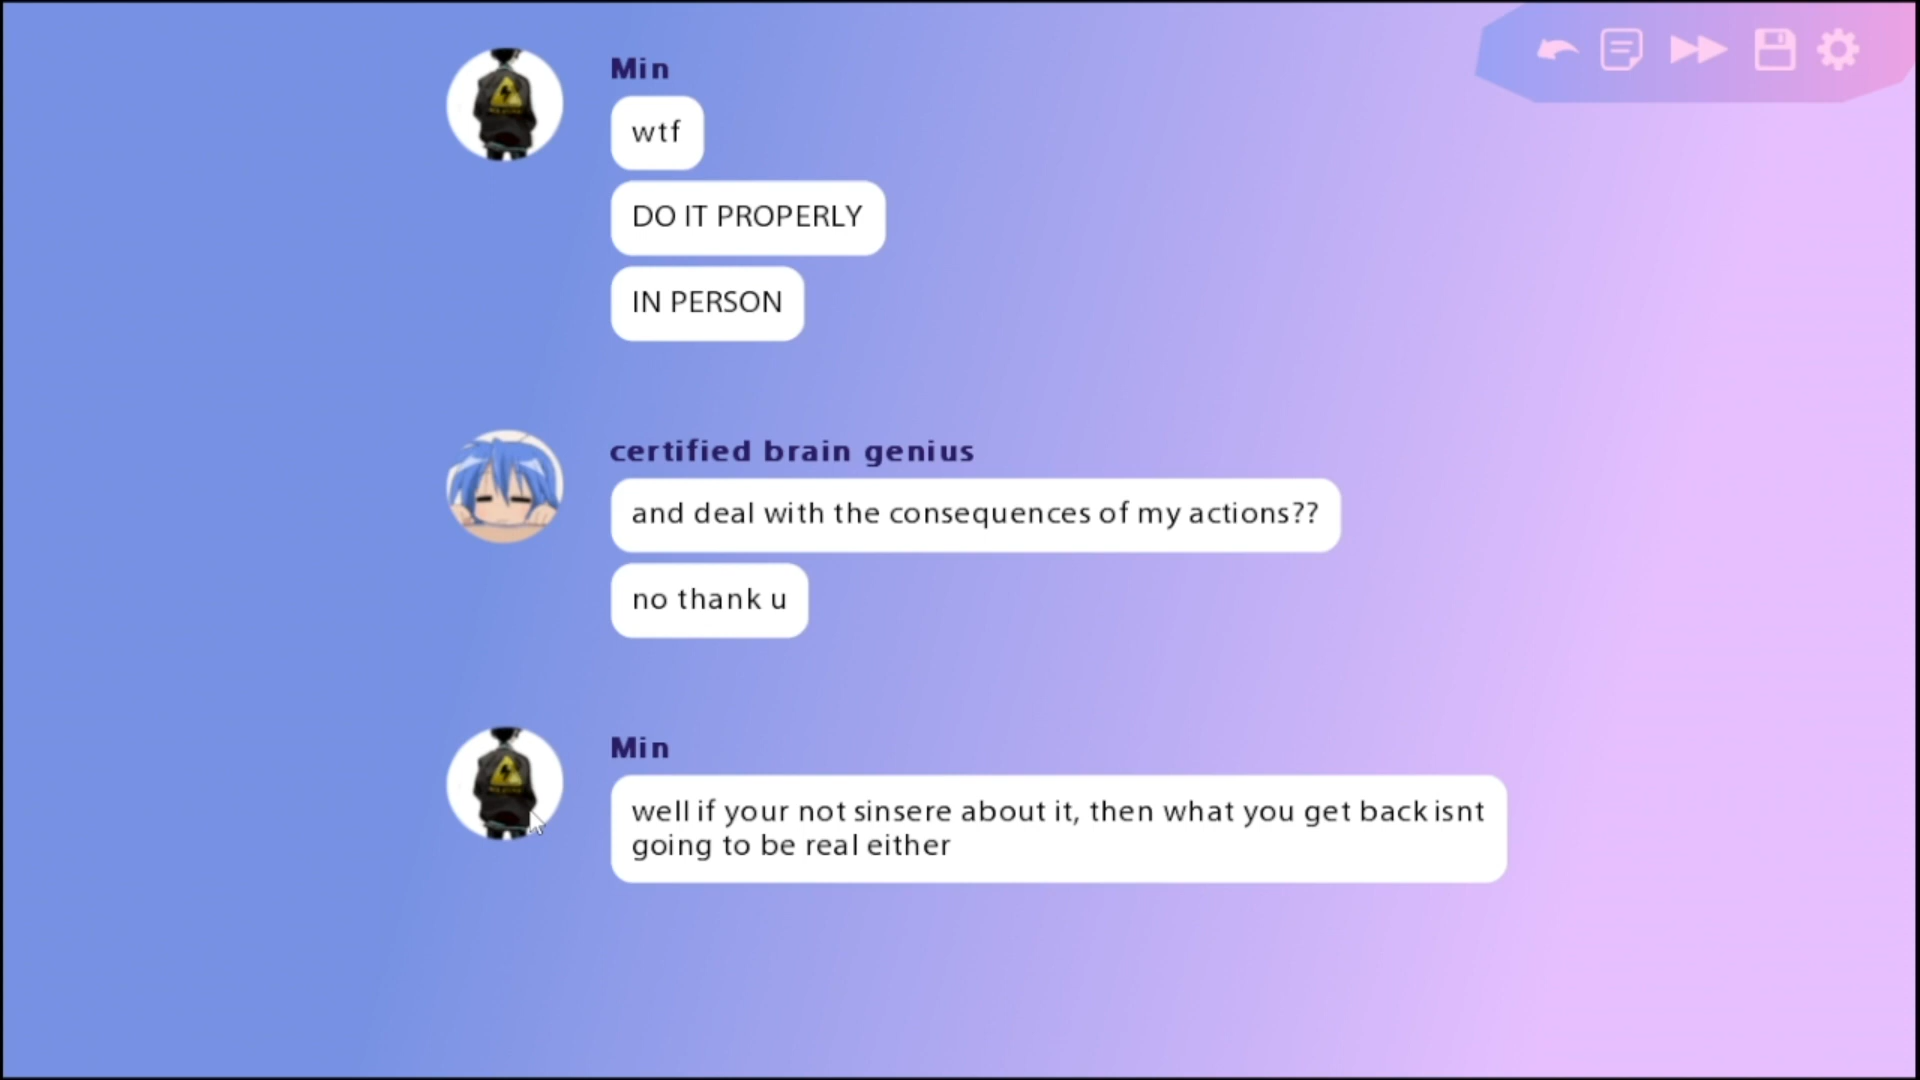 Min
wtf
DO IT PROPERLY
IN PERSON
certified brain genius
and deal with the consequences of my actions??
no thank u
Min
well if your not sinsere about it, then what you get back isnt
going to be real either